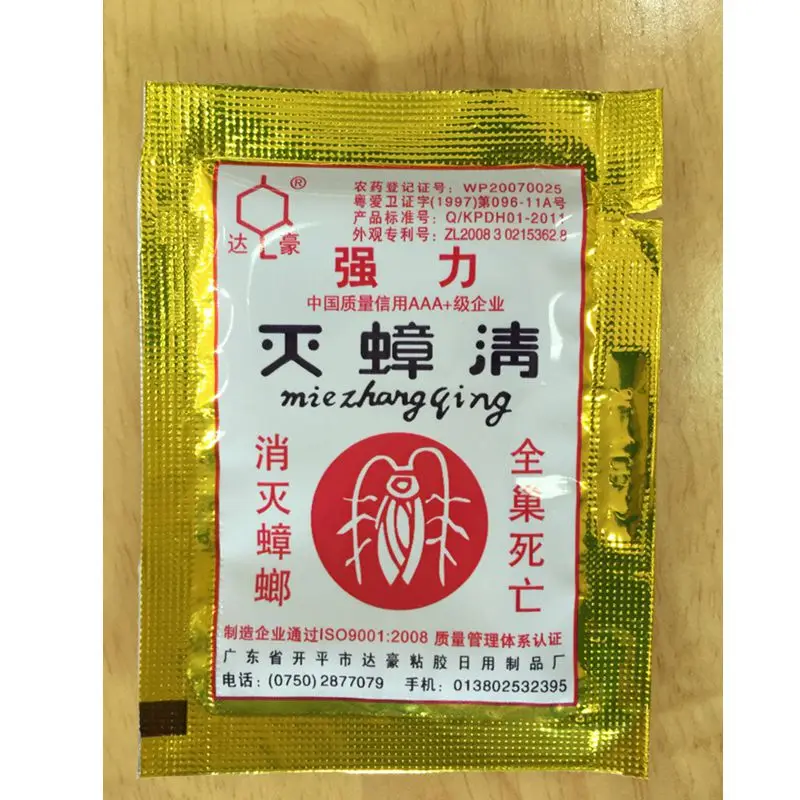 ®
达豪
农药登记证号：WP20070025
粤爱卫证字(1997)第096-11A号
产品标准号：Q/KPDH01-2011
外观专利号：ZL2008 3 0215362.8
强 力
中国质量信用AAA+级企业
灭蟑清
miezhangqing
消灭蟑螂
全巢死亡
制造企业通过ISO9001:2008 质量管理体系认证
广东省开平市达豪粘胶日用制品厂
电话：(0750) 2877079 手机：013802532395